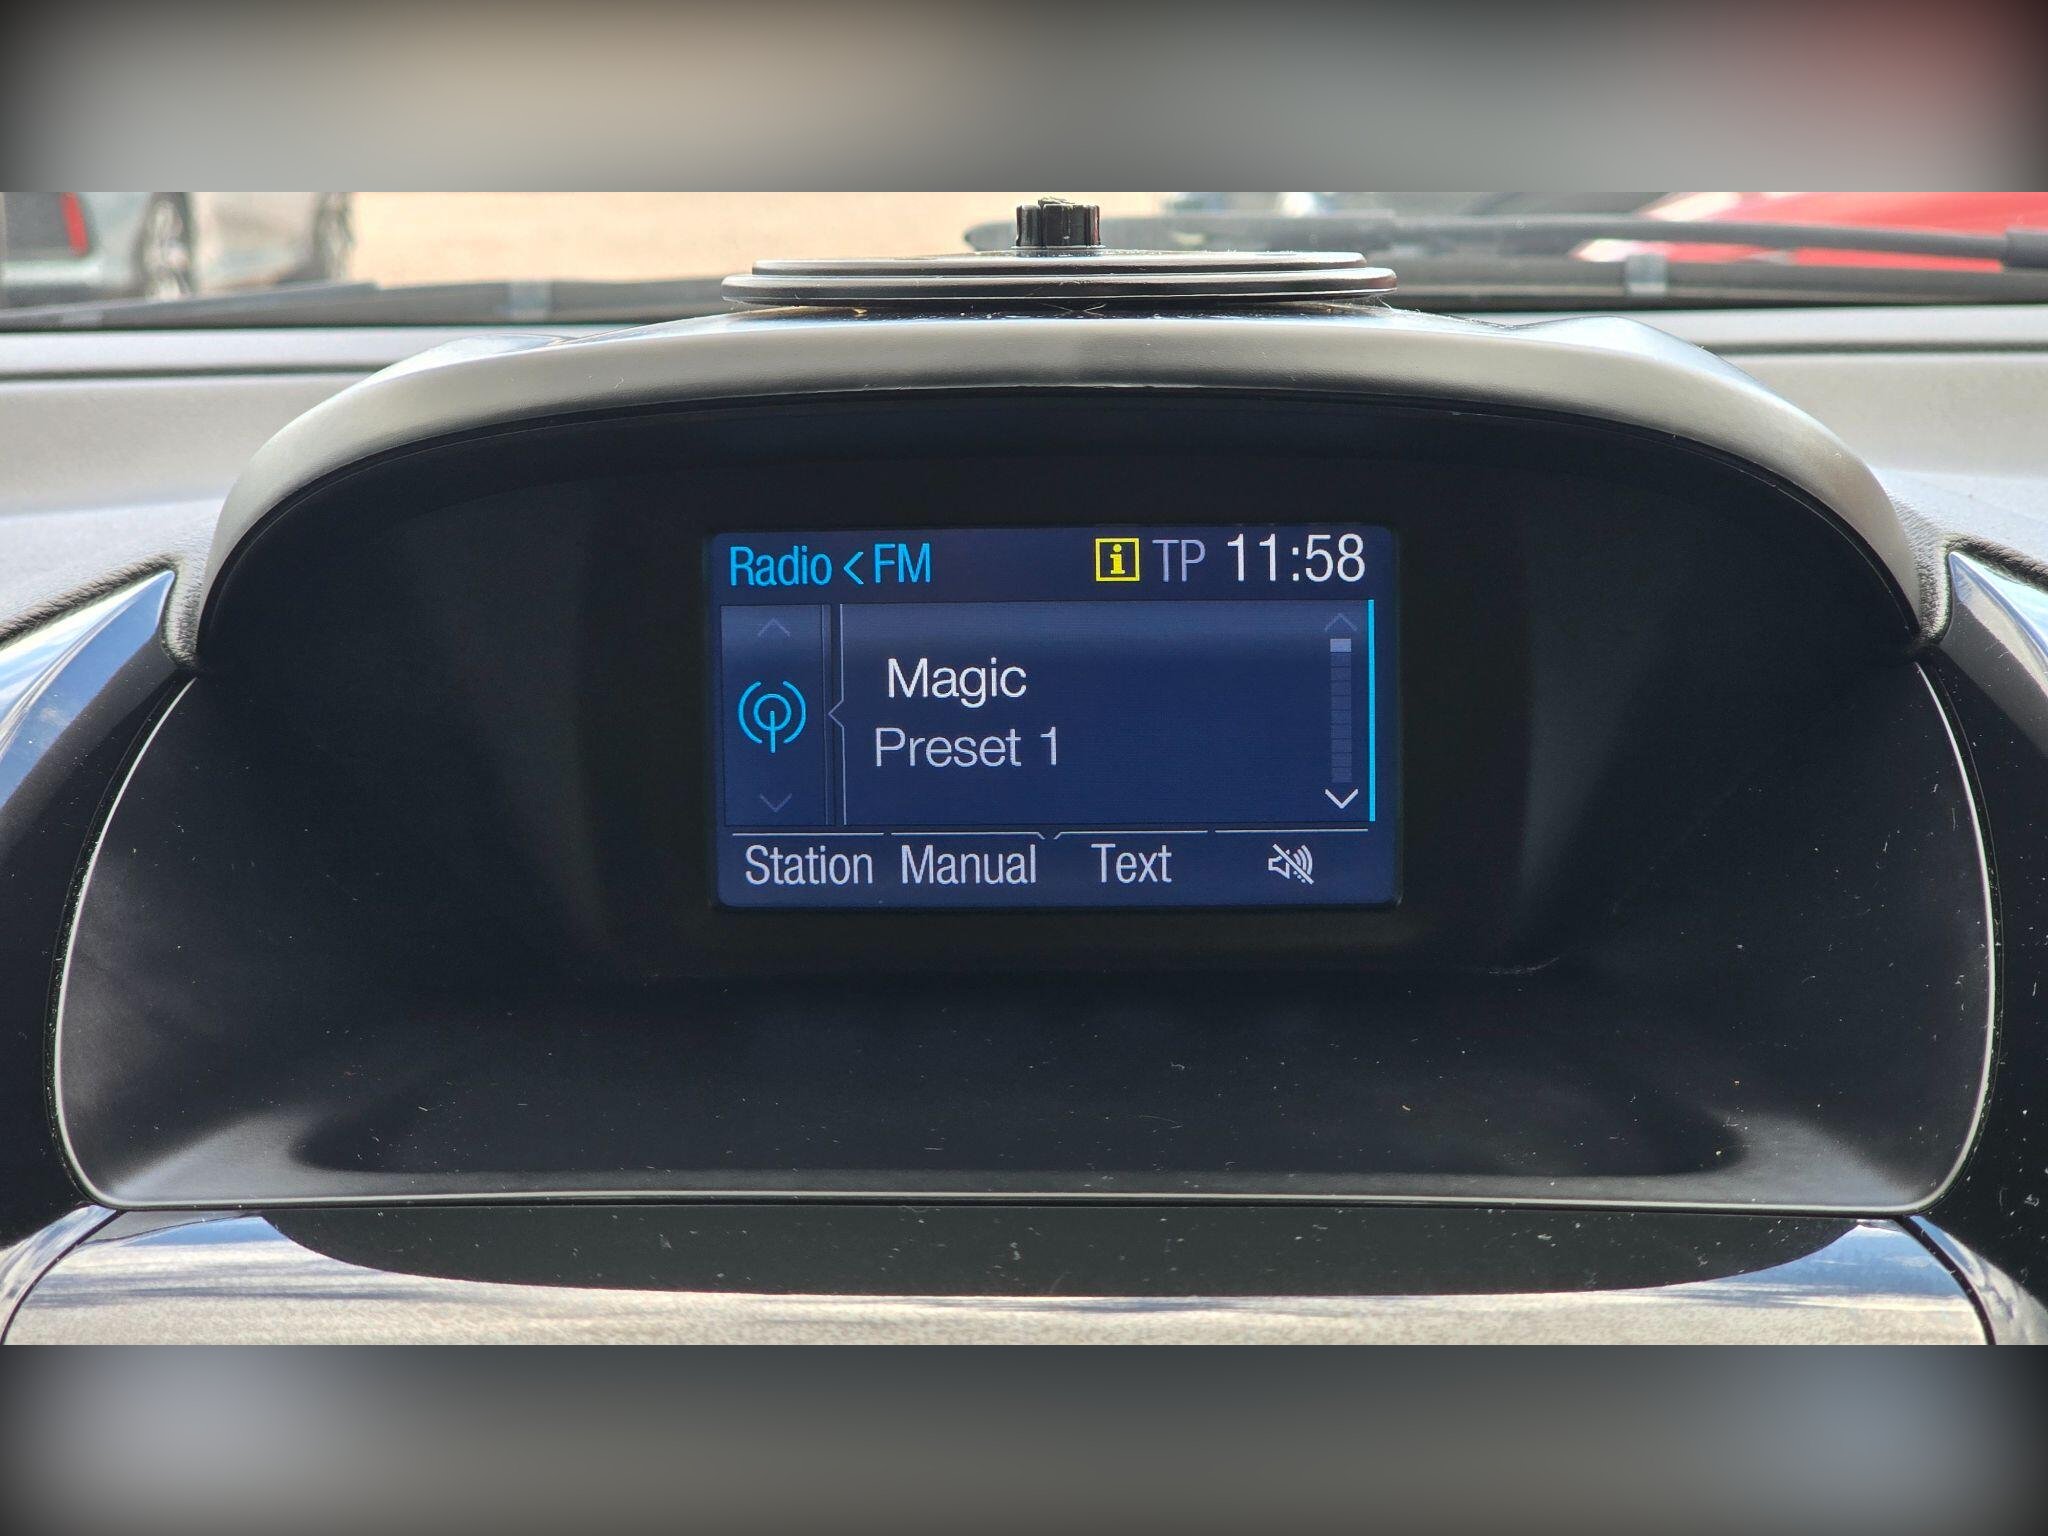 Radio < FM i TP 11:58
Magic
Preset 1
Station Manual Text